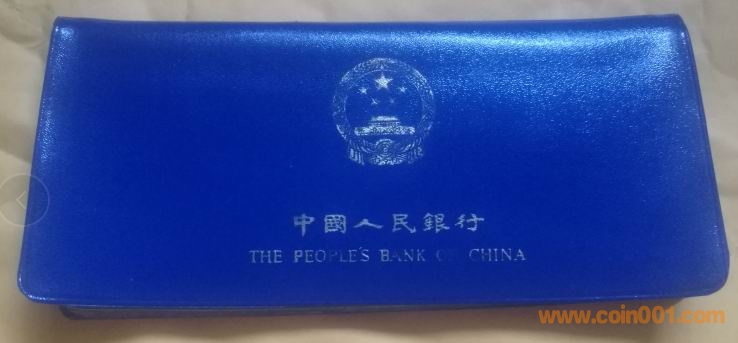 中國人民銀行
THE PEOPLE'S BANK OF CHINA
www.coin001.com